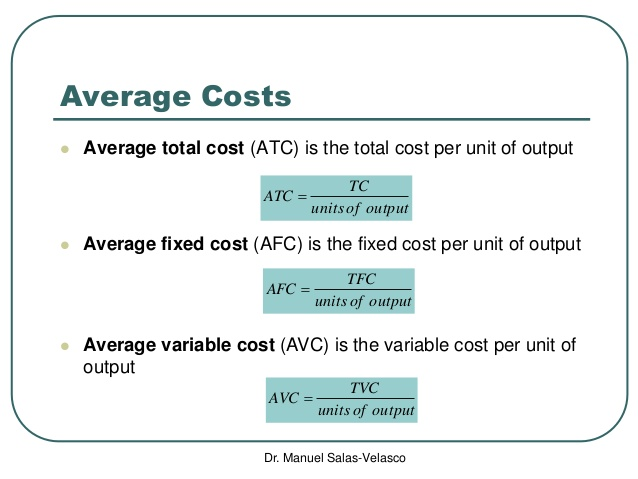 Average Costs
Average total cost (ATC) is the total cost per unit of output
ATC = TC / units of output
Average fixed cost (AFC) is the fixed cost per unit of output
AFC = TFC / units of output
Average variable cost (AVC) is the variable cost per unit of
output
AVC = TVC / units of output
Dr. Manuel Salas-Velasco